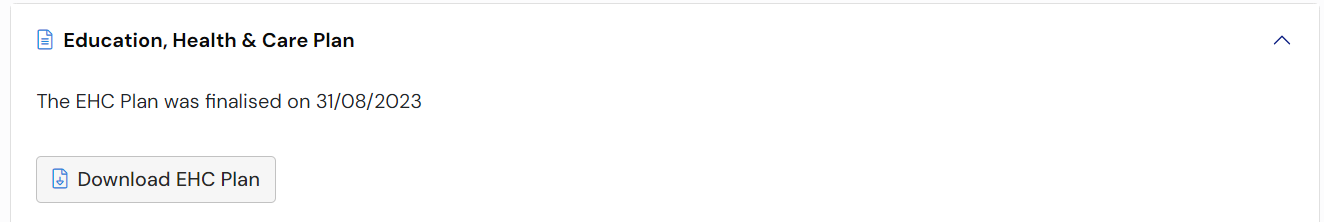 Education, Health & Care Plan
The EHC Plan was finalised on 31/08/2023
Download EHC Plan